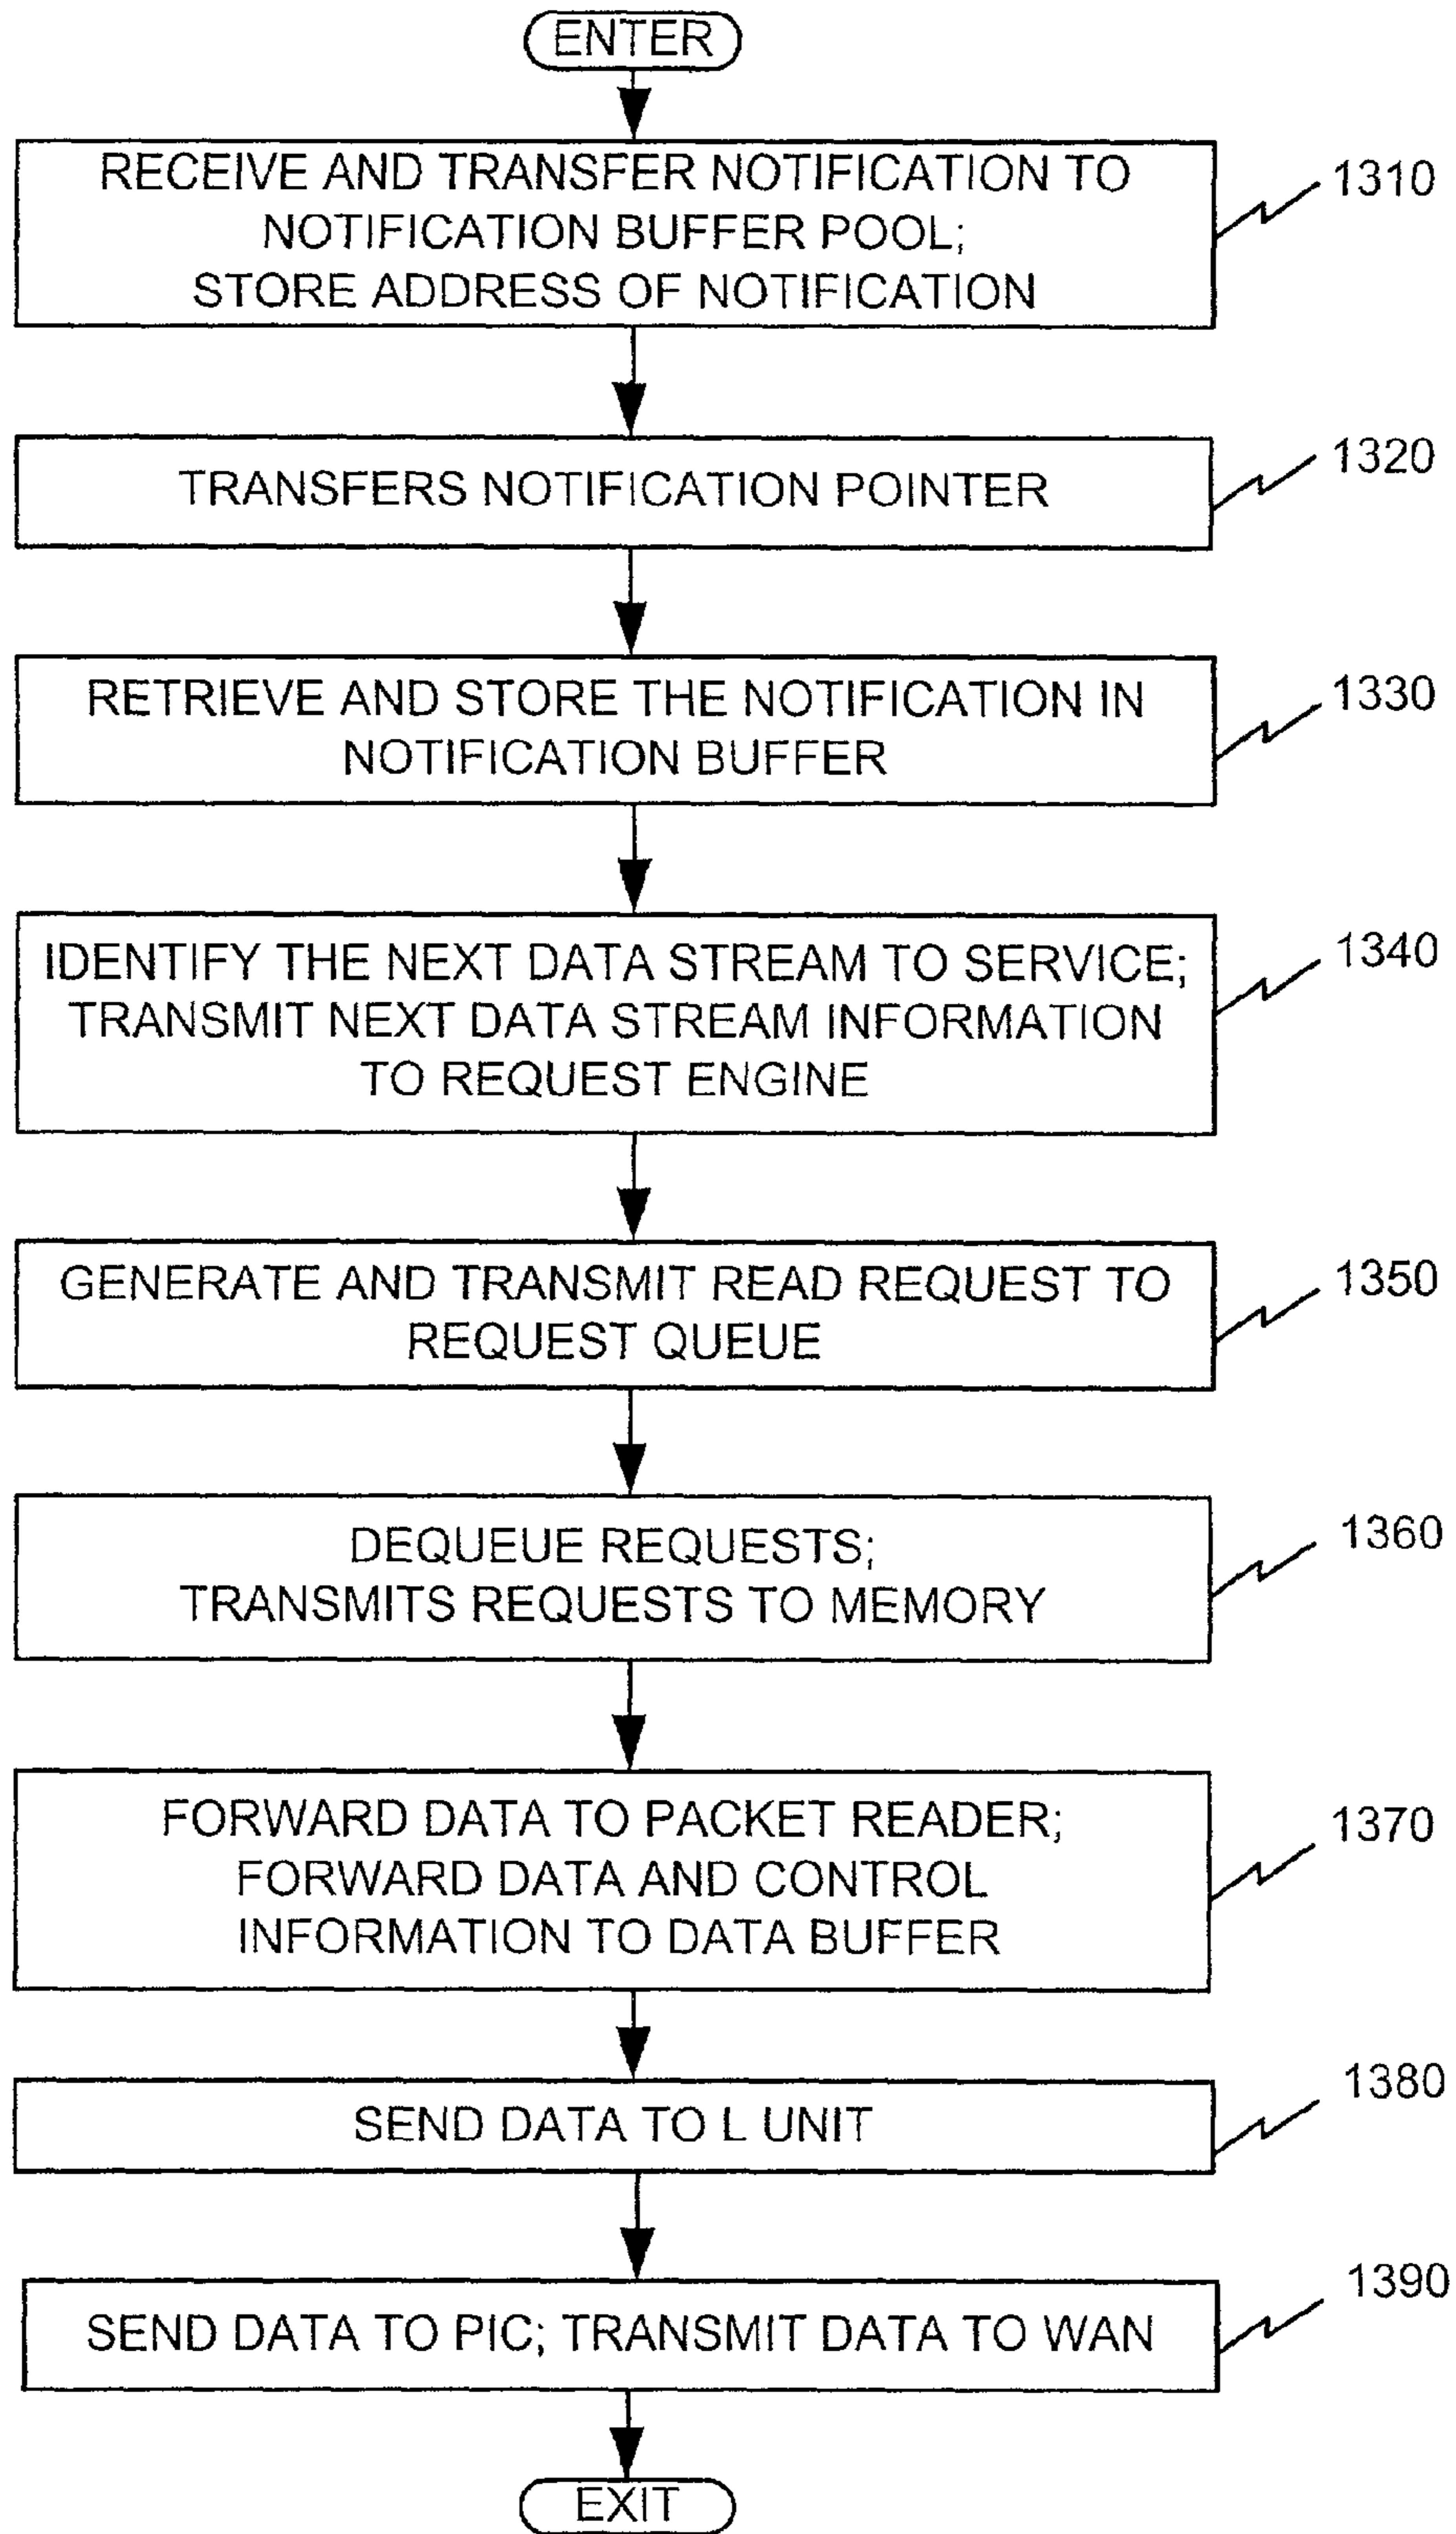 ENTER
RECEIVE AND TRANSFER NOTIFICATION TO
NOTIFICATION BUFFER POOL;
STORE ADDRESS OF NOTIFICATION
1310
TRANSFERS NOTIFICATION POINTER
1320
RETRIEVE AND STORE THE NOTIFICATION IN
NOTIFICATION BUFFER
1330
IDENTIFY THE NEXT DATA STREAM TO SERVICE;
TRANSMIT NEXT DATA STREAM INFORMATION
TO REQUEST ENGINE
1340
GENERATE AND TRANSMIT READ REQUEST TO
REQUEST QUEUE
1350
DEQUEUE REQUESTS;
TRANSMITS REQUESTS TO MEMORY
1360
FORWARD DATA TO PACKET READER;
FORWARD DATA AND CONTROL
INFORMATION TO DATA BUFFER
1370
SEND DATA TO L UNIT
1380
SEND DATA TO PIC; TRANSMIT DATA TO WAN
1390
EXIT